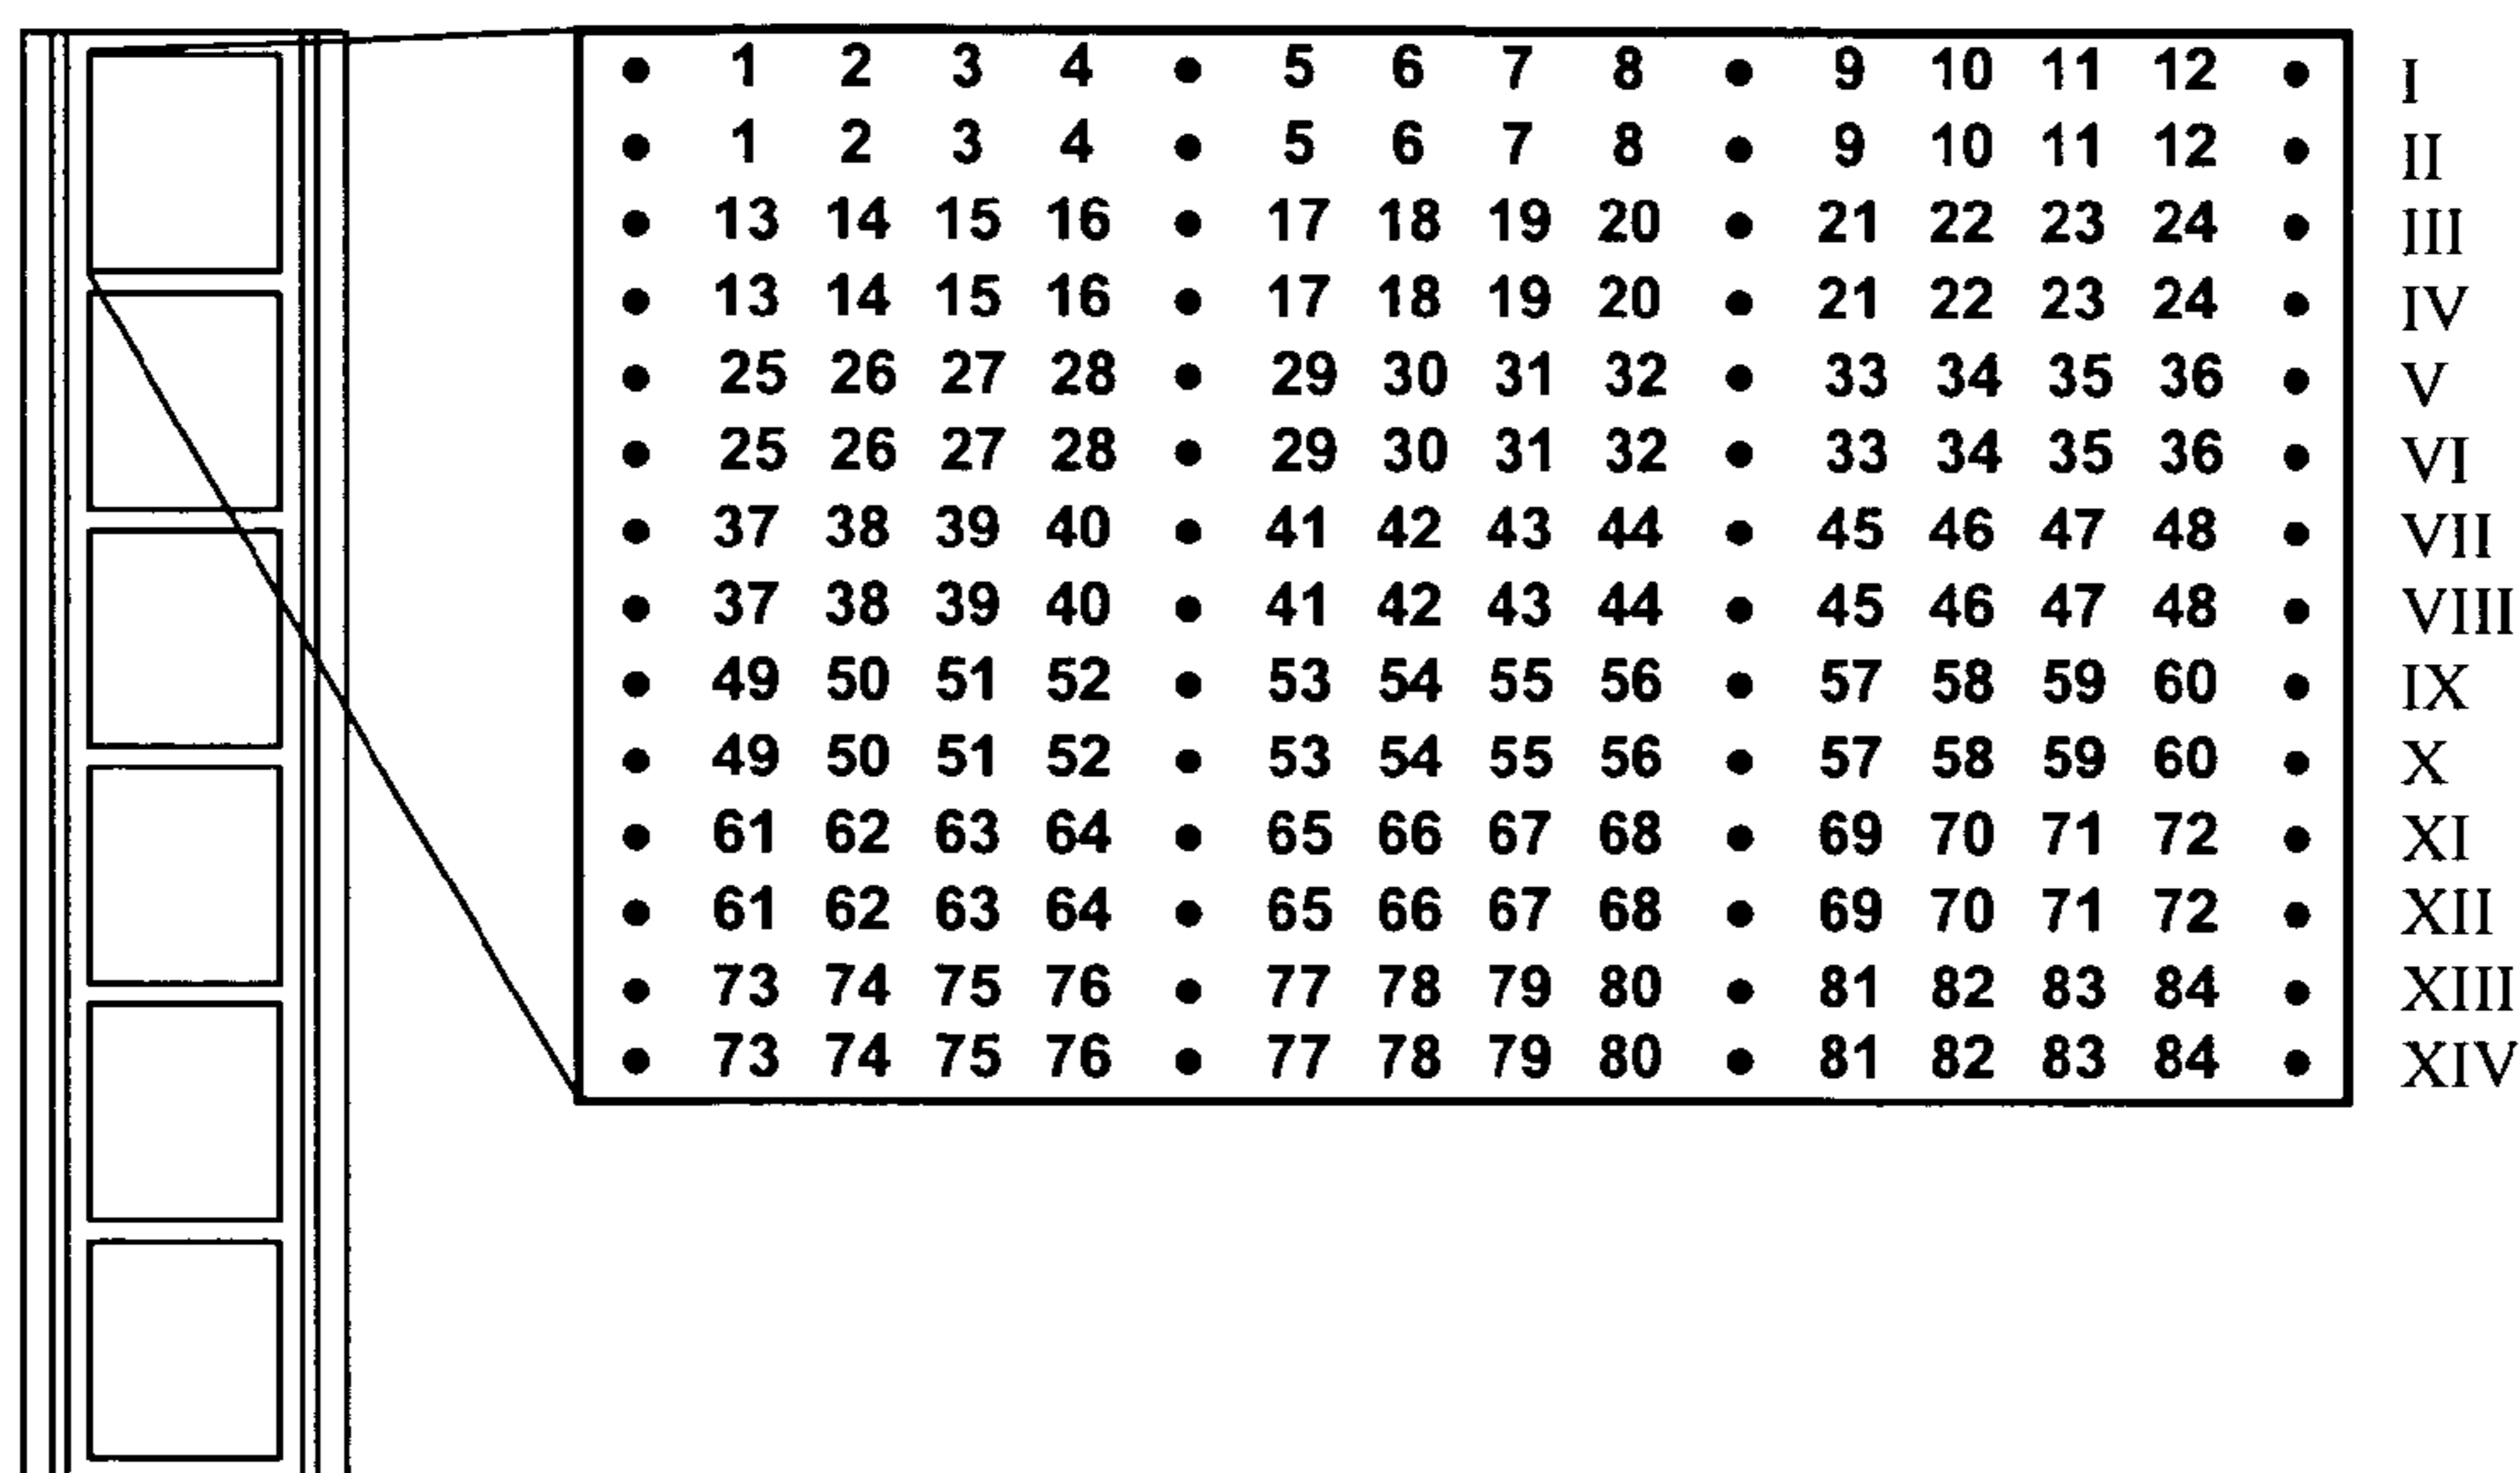 • 1 2 3 4 • 5 6 7 8 • 9 10 11 12 • I
• 1 2 3 4 • 5 6 7 8 • 9 10 11 12 • II
• 13 14 15 16 • 17 18 19 20 • 21 22 23 24 • III
• 13 14 15 16 • 17 18 19 20 • 21 22 23 24 • IV
• 25 26 27 28 • 29 30 31 32 • 33 34 35 36 • V
• 25 26 27 28 • 29 30 31 32 • 33 34 35 36 • VI
• 37 38 39 40 • 41 42 43 44 • 45 46 47 48 • VII
• 37 38 39 40 • 41 42 43 44 • 45 46 47 48 • VIII
• 49 50 51 52 • 53 54 55 56 • 57 58 59 60 • IX
• 49 50 51 52 • 53 54 55 56 • 57 58 59 60 • X
• 61 62 63 64 • 65 66 67 68 • 69 70 71 72 • XI
• 61 62 63 64 • 65 66 67 68 • 69 70 71 72 • XII
• 73 74 75 76 • 77 78 79 80 • 81 82 83 84 • XIII
• 73 74 75 76 • 77 78 79 80 • 81 82 83 84 • XIV